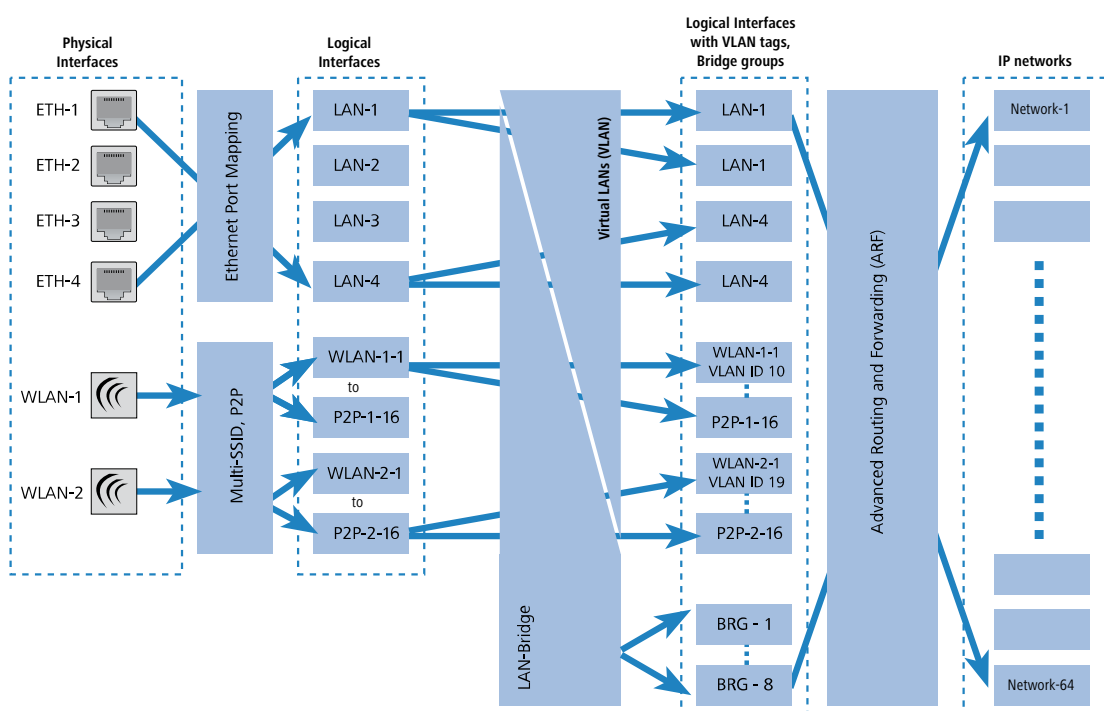 Physical
Interfaces
ETH-1
ETH-2
ETH-3
ETH-4
WLAN-1
WLAN-2
Ethernet Port Mapping
Multi-SSID, P2P
Logical
Interfaces
LAN-1
LAN-2
LAN-3
LAN-4
WLAN-1-1
to
P2P-1-16
WLAN-2-1
to
P2P-2-16
Virtual LANs (VLAN)
LAN-Bridge
Logical Interfaces
with VLAN tags,
Bridge groups
LAN-1
LAN-1
LAN-4
LAN-4
WLAN-1-1
VLAN ID 10
P2P-1-16
WLAN-2-1
VLAN ID 19
P2P-2-16
BRG - 1
BRG - 8
Advanced Routing and Forwarding (ARF)
IP networks
Network-1
Network-64